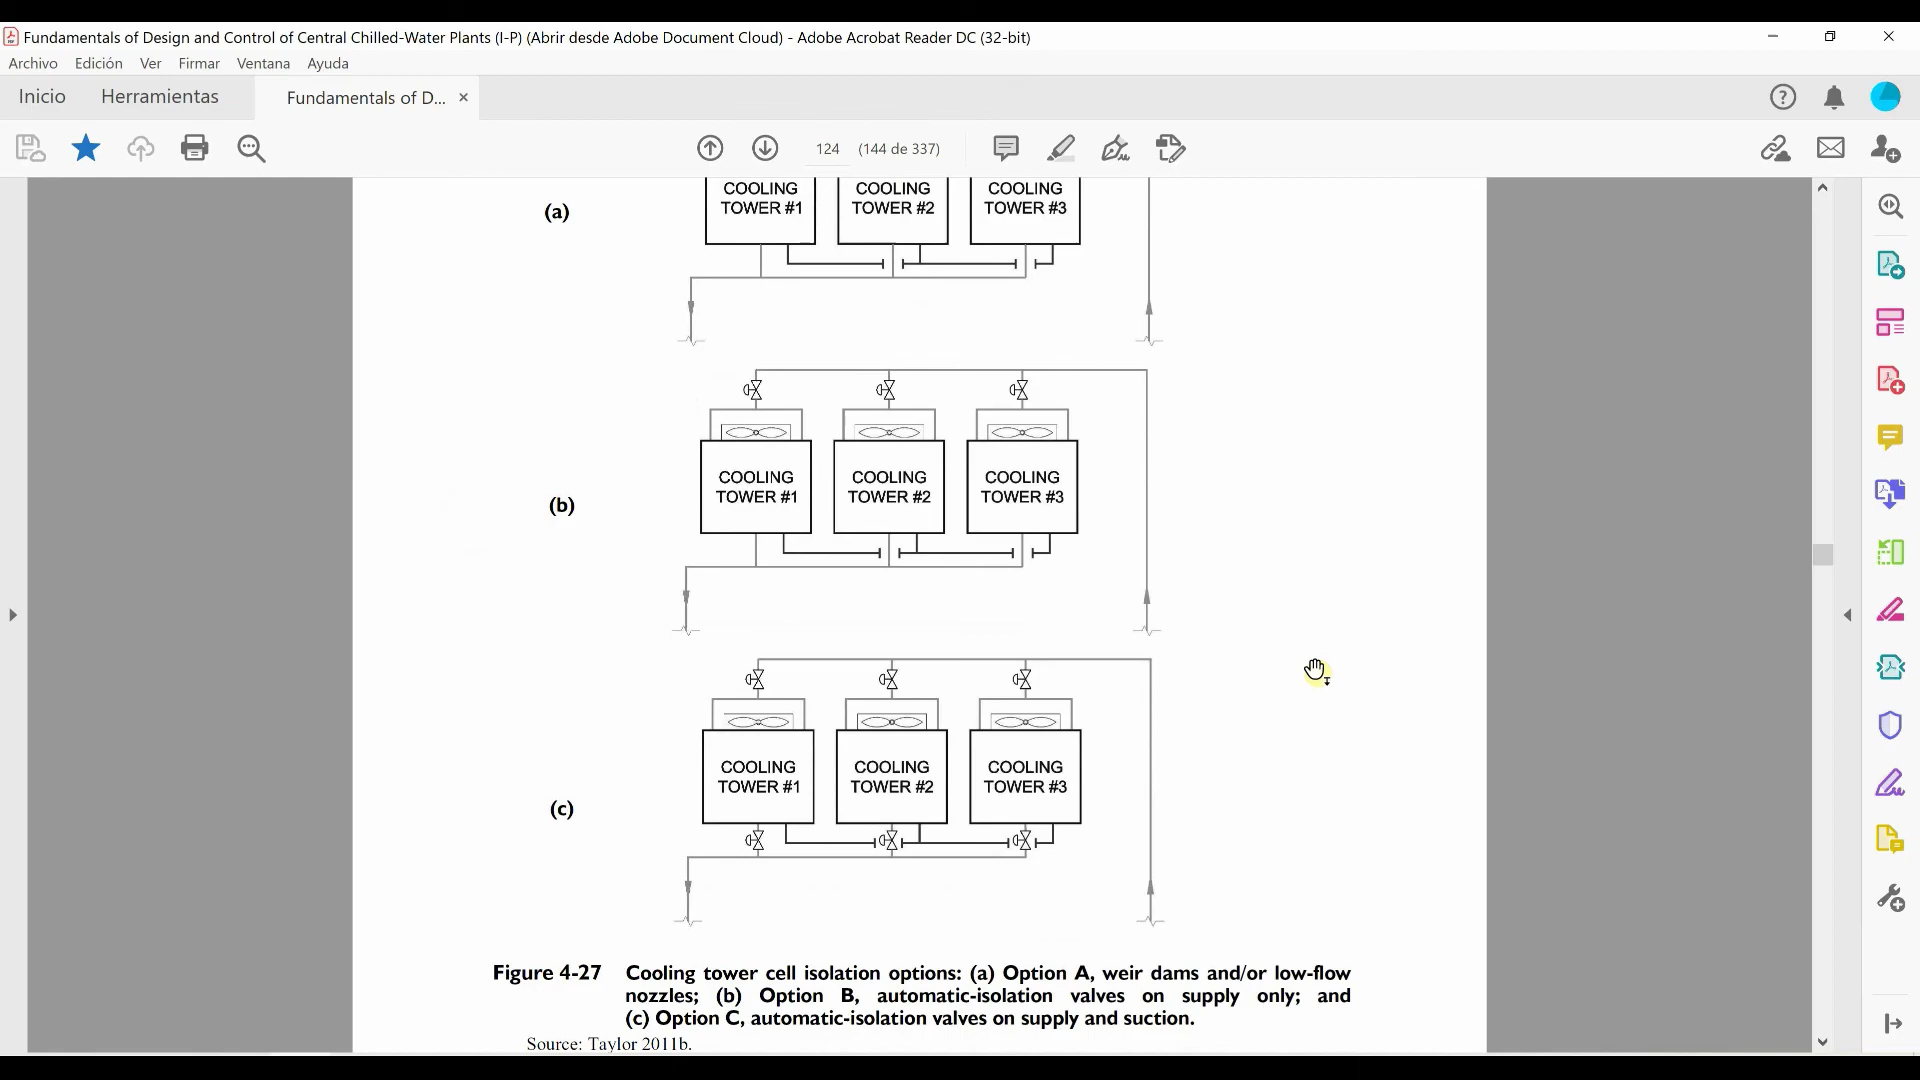 Fundamentals of Design and Control of Central Chilled-Water Plants (I-P) (Abrir desde Adobe Document Cloud) - Adobe Acrobat Reader DC (32-bit)
Archivo Edición Ver Firmar Ventana Ayuda
Inicio Herramientas Fundamentals of D... ×
124 (144 de 337)
COOLING TOWER #1
COOLING TOWER #2
COOLING TOWER #3
(a)
COOLING TOWER #1
COOLING TOWER #2
COOLING TOWER #3
(b)
COOLING TOWER #1
COOLING TOWER #2
COOLING TOWER #3
(c)
Figure 4-27 Cooling tower cell isolation options: (a) Option A, weir dams and/or low-flow
nozzles; (b) Option B, automatic-isolation valves on supply only; and
(c) Option C, automatic-isolation valves on supply and suction.
Source: Taylor 2011b.